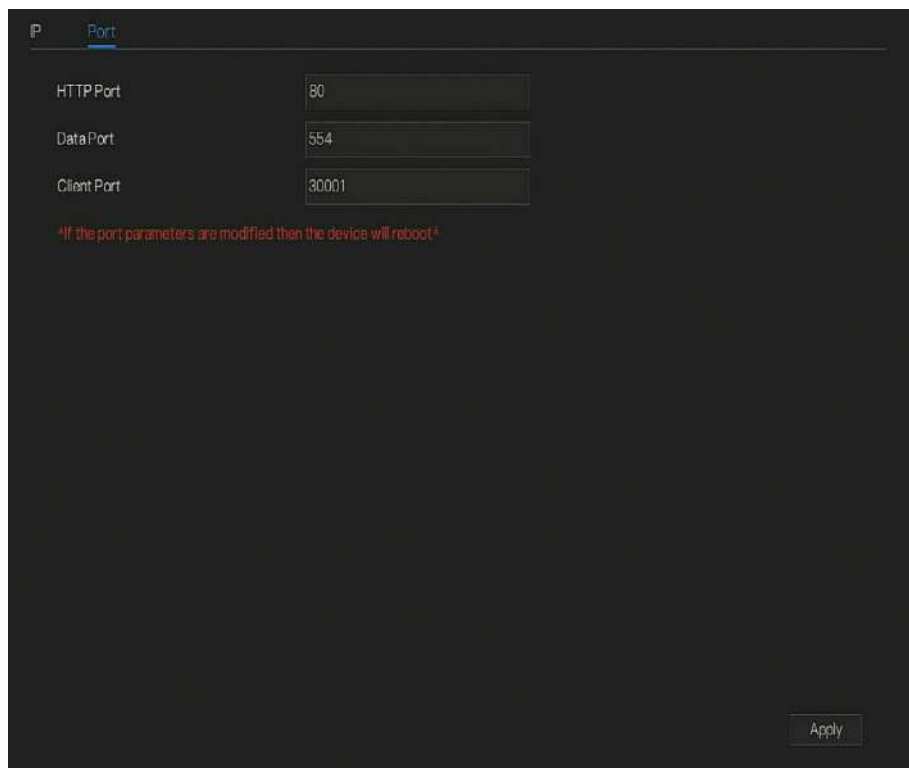 IP Port
HTTP Port 80
Data Port 554
Client Port 30001
*If the port parameters are modified then the device will reboot*
Apply